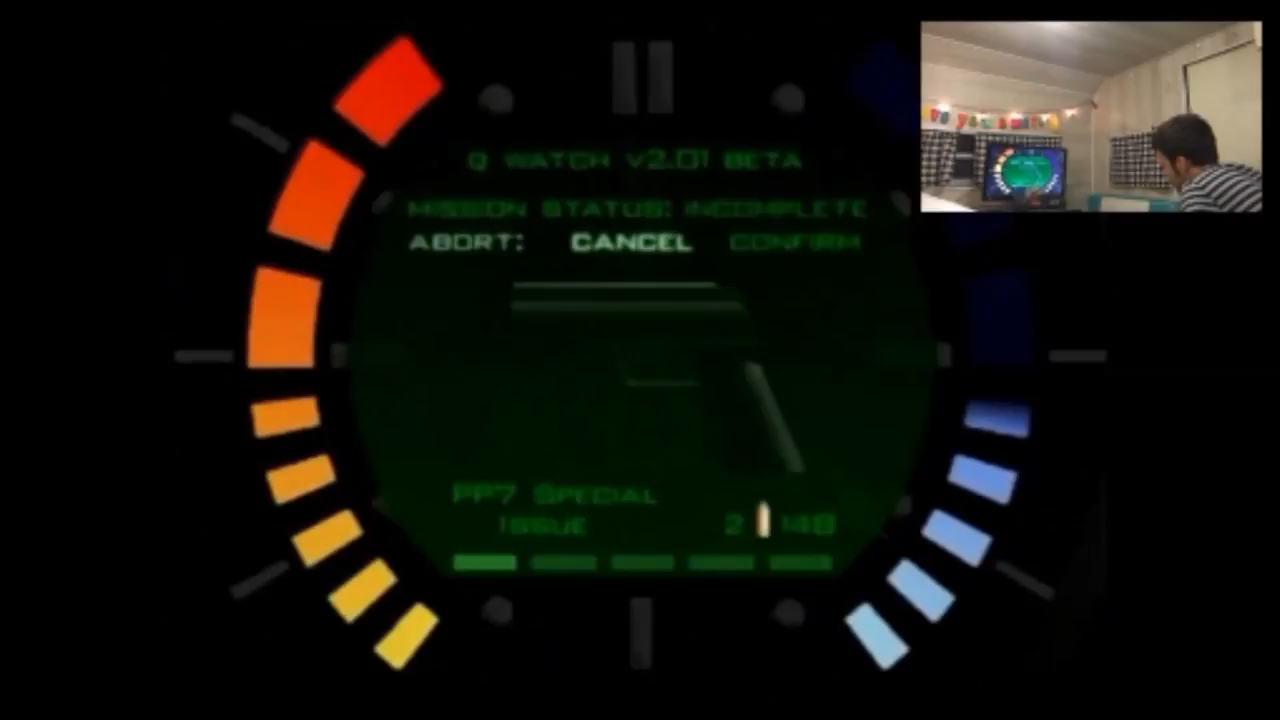 Q WATCH V2.01 BETA
MISSION STATUS: INCOMPLETE
ABORT: CANCEL CONFIRM
PP7 SPECIAL
ISSUE
2 148